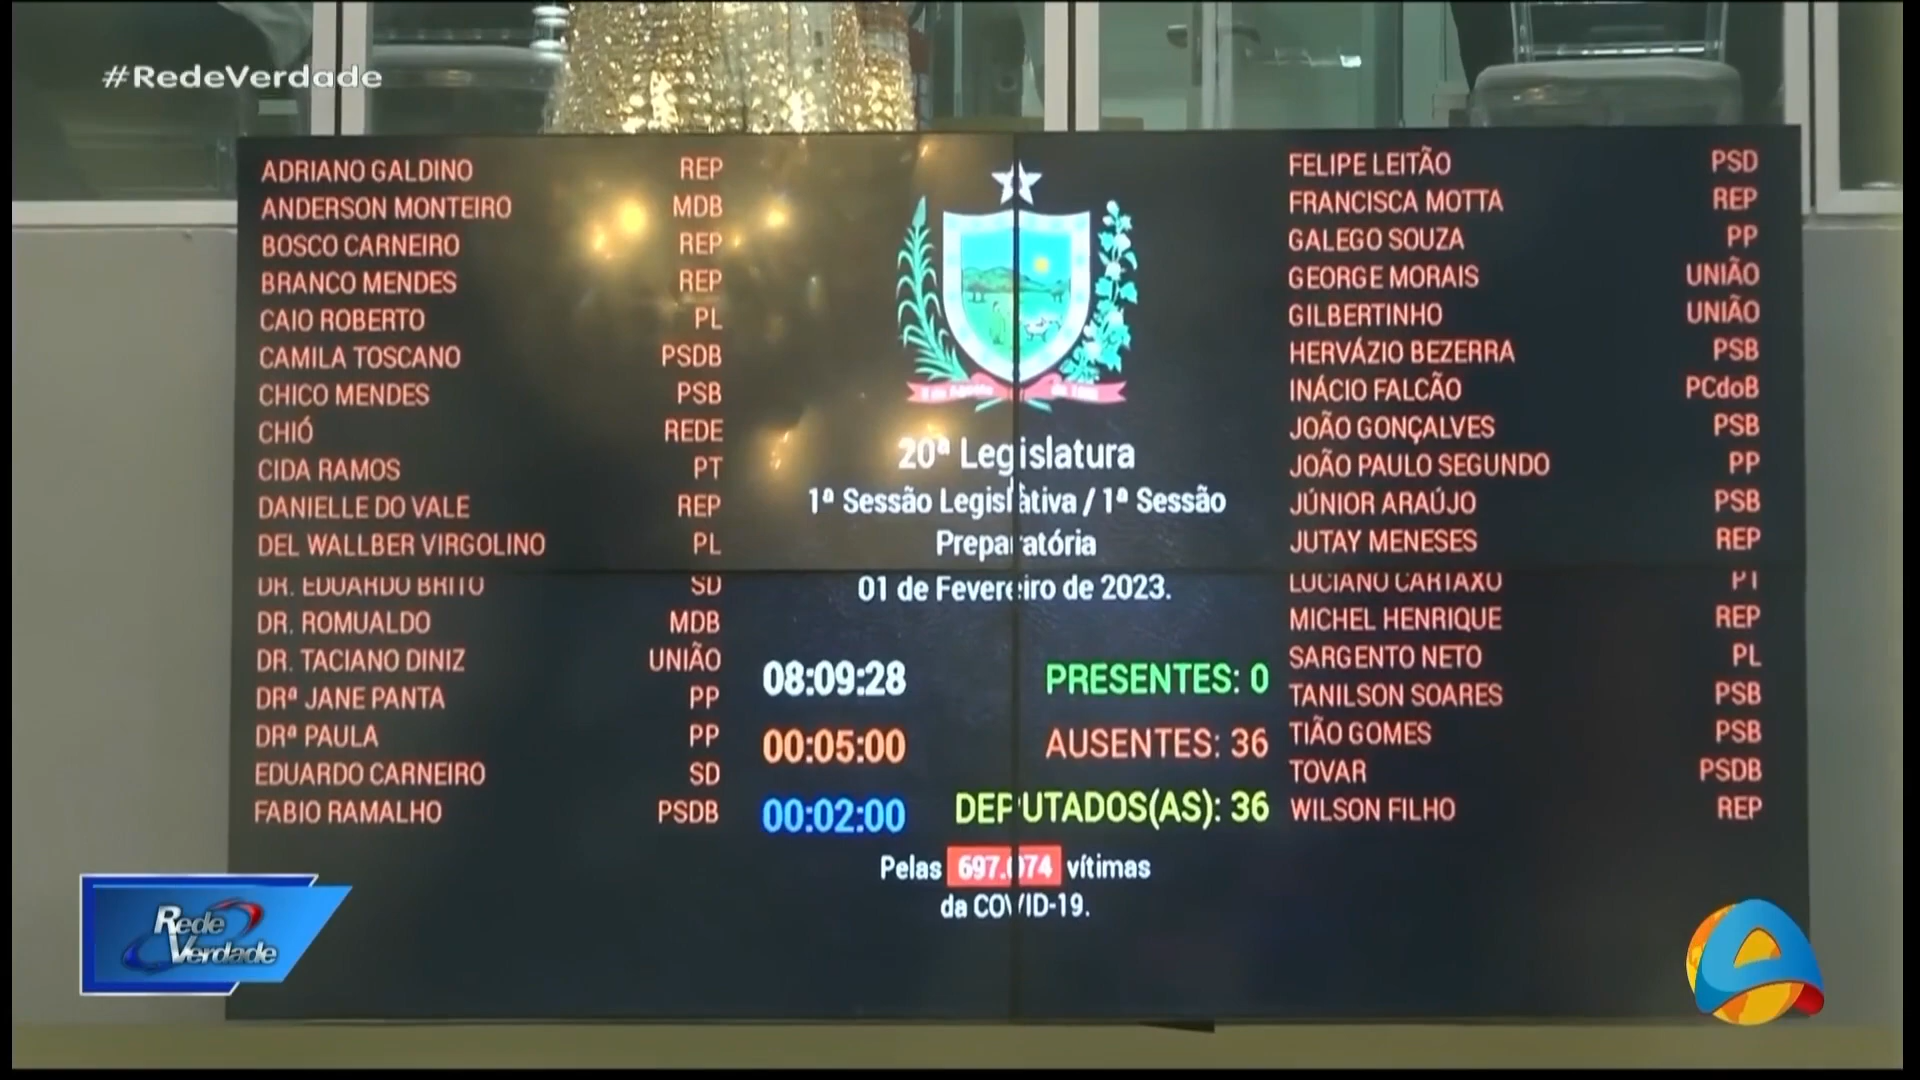 #RedeVerdade
ADRIANO GALDINO REP
ANDERSON MONTEIRO MDB
BOSCO CARNEIRO REP
BRANCO MENDES REP
CAIO ROBERTO PL
CAMILA TOSCANO PSDB
CHICO MENDES PSB
CHIÓ REDE
CIDA RAMOS PT
DANIELLE DO VALE REP
DEL WALLBER VIRGOLINO PL
DR. EDUARDO BRITO SD
DR. ROMUALDO MDB
DR. TACIANO DINIZ UNIÃO
DRª JANE PANTA PP
DRª PAULA PP
EDUARDO CARNEIRO SD
FABIO RAMALHO PSDB
20ª Legislatura
1ª Sessão Legislativa / 1ª Sessão
Preparatória
01 de Fevereiro de 2023.
08:09:28 PRESENTES: 0
00:05:00 AUSENTES: 36
00:02:00 DEPUTADOS(AS): 36
Pelas 697.074 vítimas
da COVID-19.
FELIPE LEITÃO PSD
FRANCISCA MOTTA REP
GALEGO SOUZA PP
GEORGE MORAIS UNIÃO
GILBERTINHO UNIÃO
HERVÁZIO BEZERRA PSB
INÁCIO FALCÃO PCdoB
JOÃO GONÇALVES PSB
JOÃO PAULO SEGUNDO PP
JÚNIOR ARAÚJO PSB
JUTAY MENESES REP
LUCIANO CARTAXO PT
MICHEL HENRIQUE REP
SARGENTO NETO PL
TANILSON SOARES PSB
TIÃO GOMES PSB
TOVAR PSDB
WILSON FILHO REP
Rede
Verdade